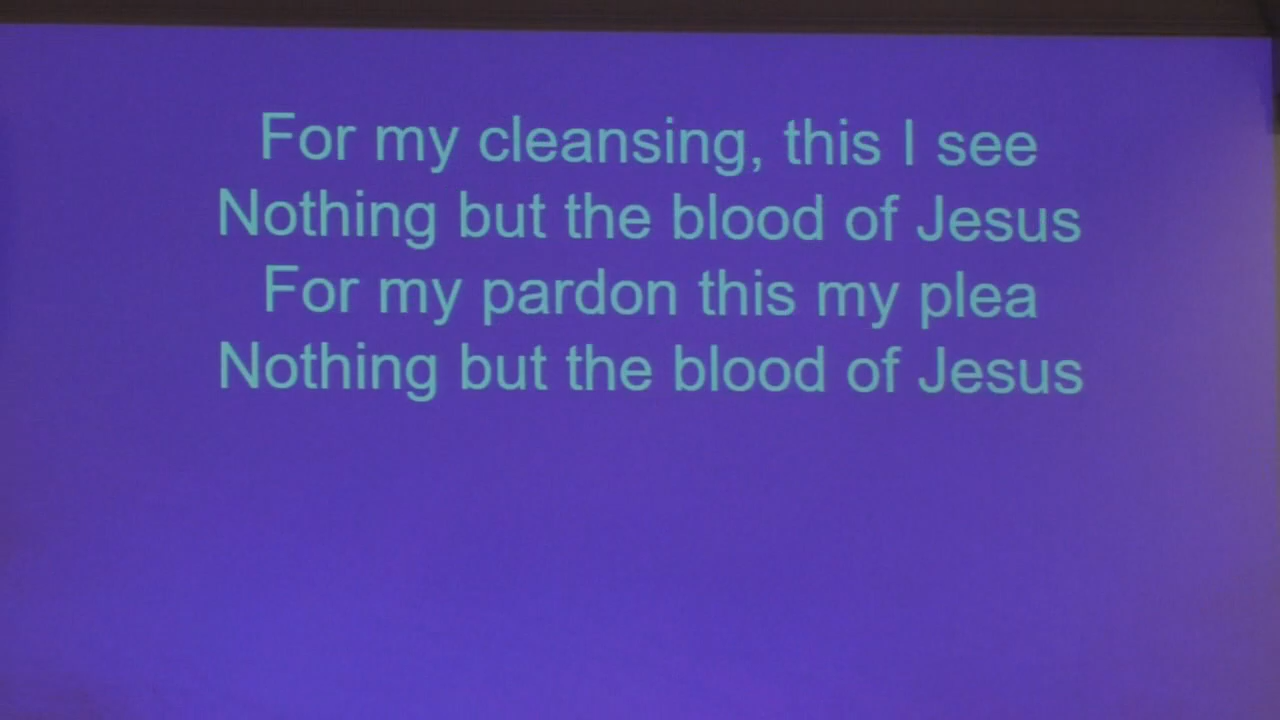 For my cleansing, this I see
Nothing but the blood of Jesus
For my pardon this my plea
Nothing but the blood of Jesus